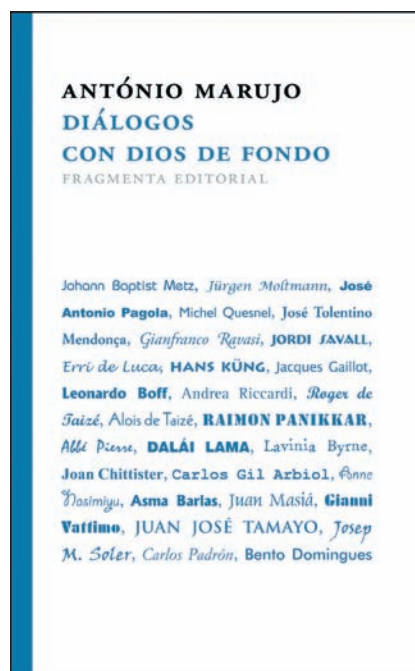 ANTÓNIO MARUJO
DIÁLOGOS
CON DIOS DE FONDO
FRAGMENTA EDITORIAL
Johann Baptist Metz, Jürgen Moltmann, José
Antonio Pagola, Michel Quesnel, José Tolentino
Mendonça, Gianfranco Ravasi, JORDI SAVALL,
Erri de Luca, HANS KÜNG, Jacques Gaillot,
Leonardo Boff, Andrea Riccardi, Roger de
Taizé, Alois de Taizé, RAIMON PANIKKAR,
Abbé Pierre, DALÁI LAMA, Lavinia Byrne,
Joan Chittister, Carlos Gil Arbiol, Anne
Nasimiyu, Asma Barlas, Juan Masiá, Gianni
Vattimo, JUAN JOSÉ TAMAYO, Josep
M. Soler, Carlos Padrón, Bento Domingues